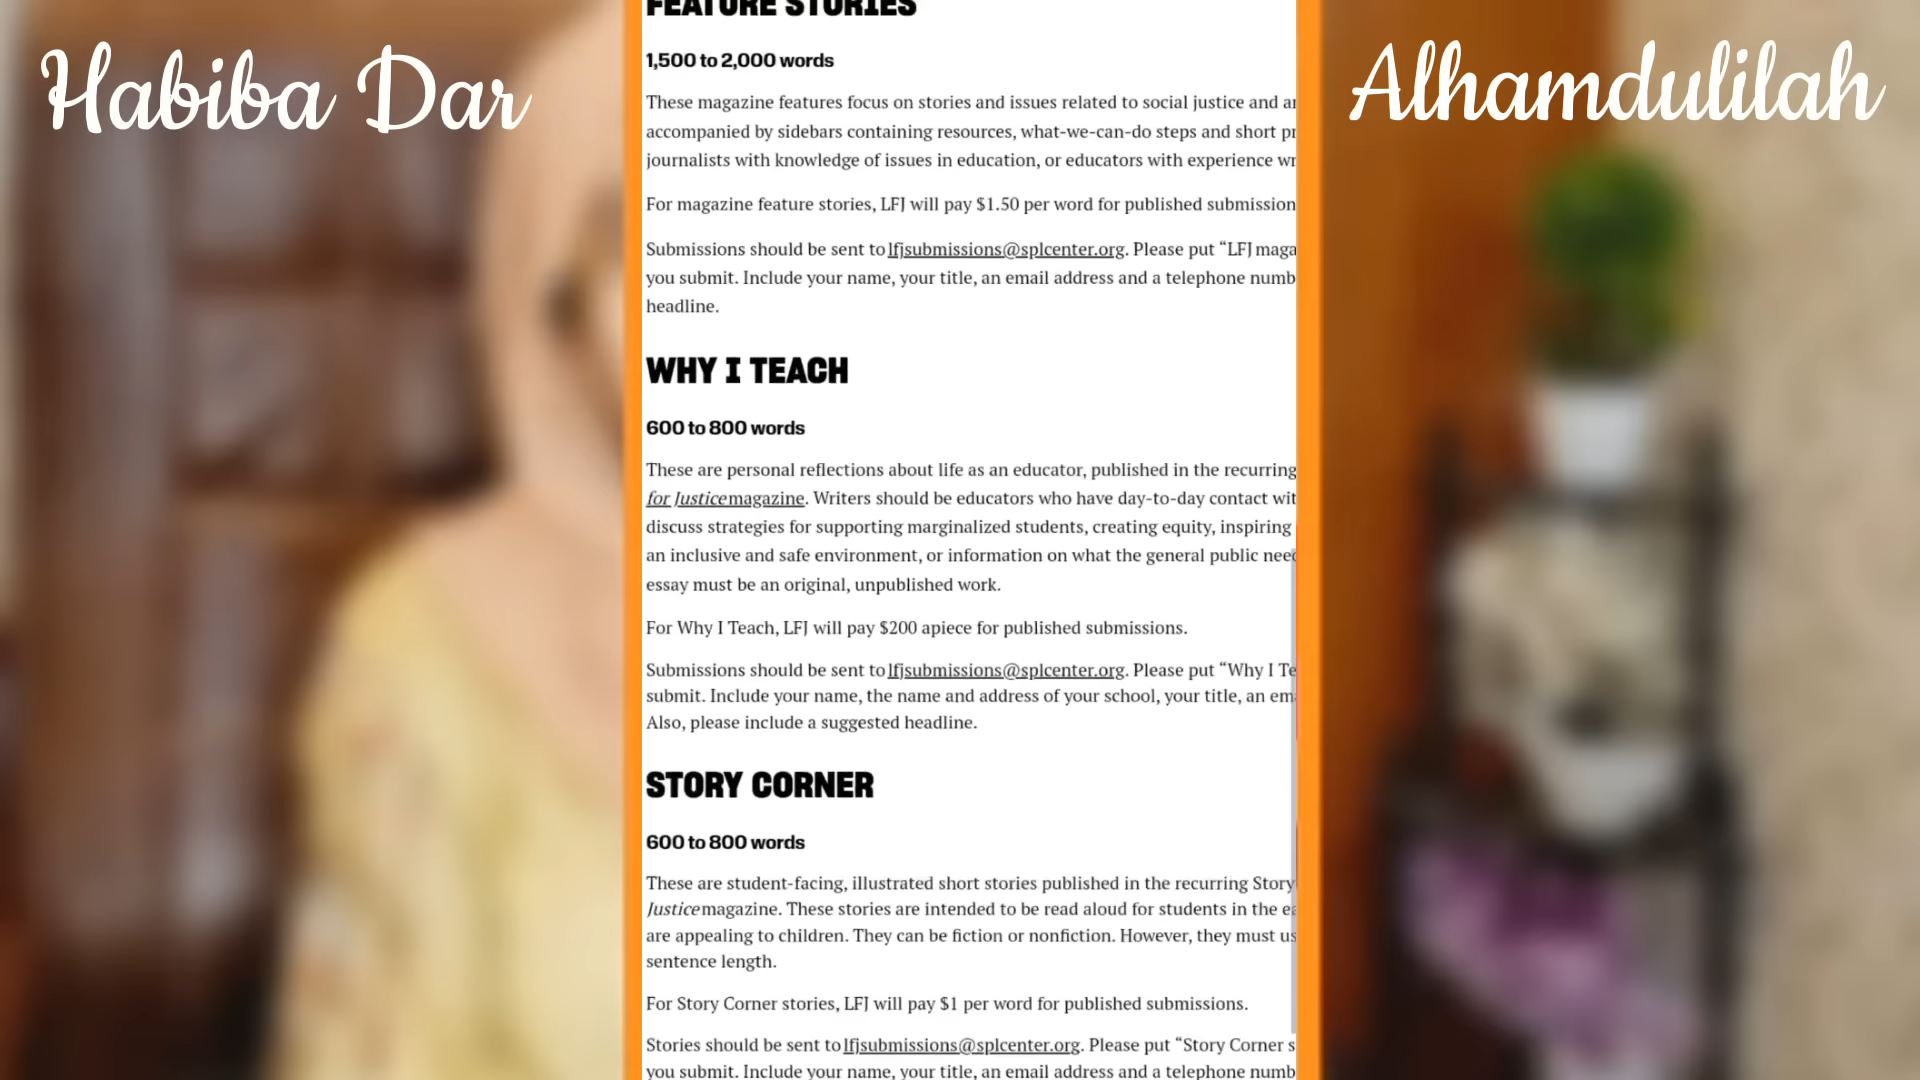 Habiba Dar
Alhamdulilah
FEATURE STORIES
1,500 to 2,000 words
These magazine features focus on stories and issues related to social justice and
accompanied by sidebars containing resources, what-we-can-do steps and short
journalists with knowledge of issues in education, or educators with experience
For magazine feature stories, LFJ will pay $1.50 per word for published submission
Submissions should be sent to lfjsubmissions@splcenter.org. Please put “LFJ maga
you submit. Include your name, your title, an email address and a telephone numb
headline.
WHY I TEACH
600 to 800 words
These are personal reflections about life as an educator, published in the recurring
for Justice magazine. Writers should be educators who have day-to-day contact wit
discuss strategies for supporting marginalized students, creating equity, inspiring
an inclusive and safe environment, or information on what the general public need
essay must be an original, unpublished work.
For Why I Teach, LFJ will pay $200 apiece for published submissions.
Submissions should be sent to lfjsubmissions@splcenter.org. Please put “Why I Te
submit. Include your name, the name and address of your school, your title, an em
Also, please include a suggested headline.
STORY CORNER
600 to 800 words
These are student-facing, illustrated short stories published in the recurring Story
Justice magazine. These stories are intended to be read aloud for students in the ea
are appealing to children. They can be fiction or nonfiction. However, they must us
sentence length.
For Story Corner stories, LFJ will pay $1 per word for published submissions.
Stories should be sent to lfjsubmissions@splcenter.org. Please put “Story Corner s
you submit. Include your name, your title, an email address and a telephone numb